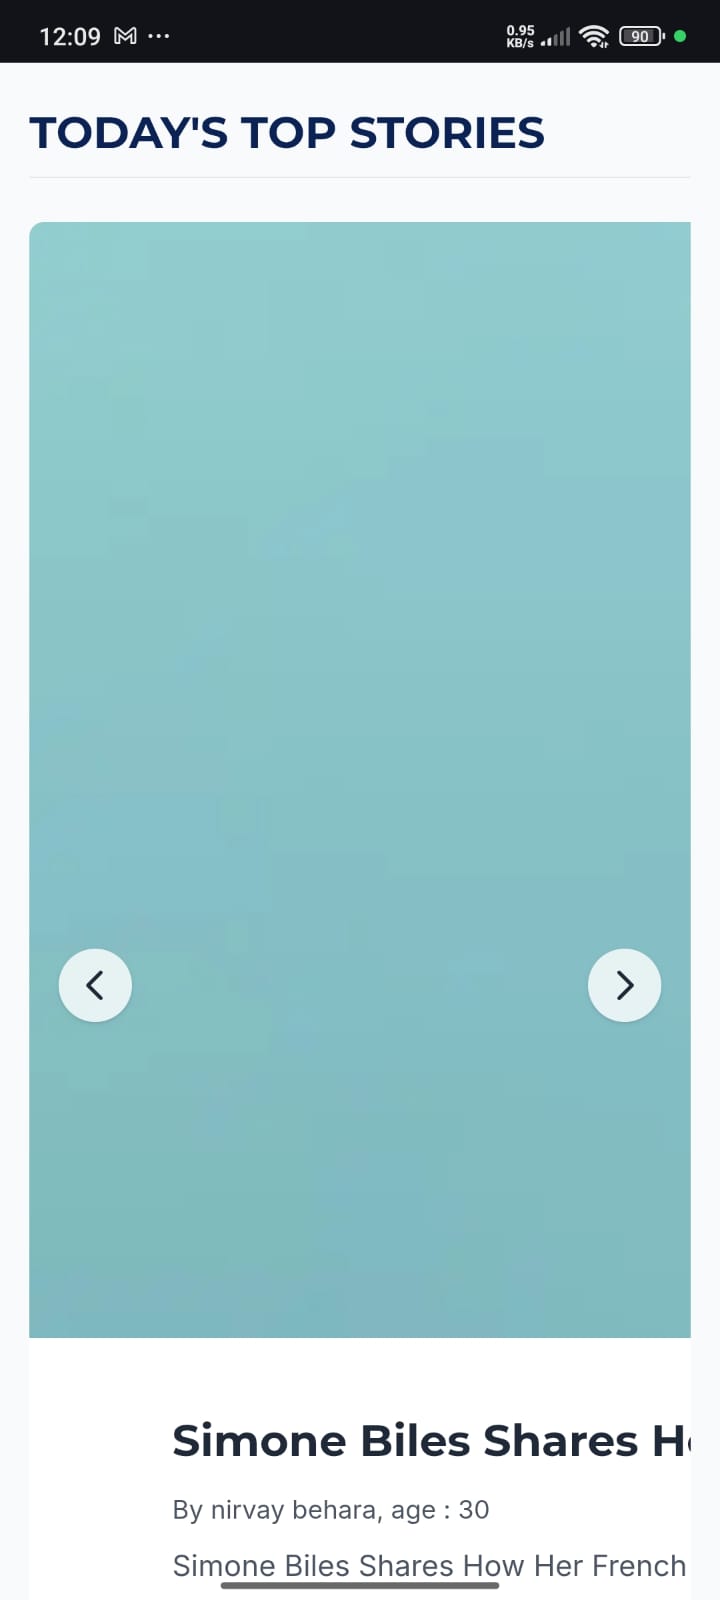 12:09
0.95
KB/s
90
TODAY'S TOP STORIES
Simone Biles Shares
By nirvay behara, age : 30
Simone Biles Shares How Her French